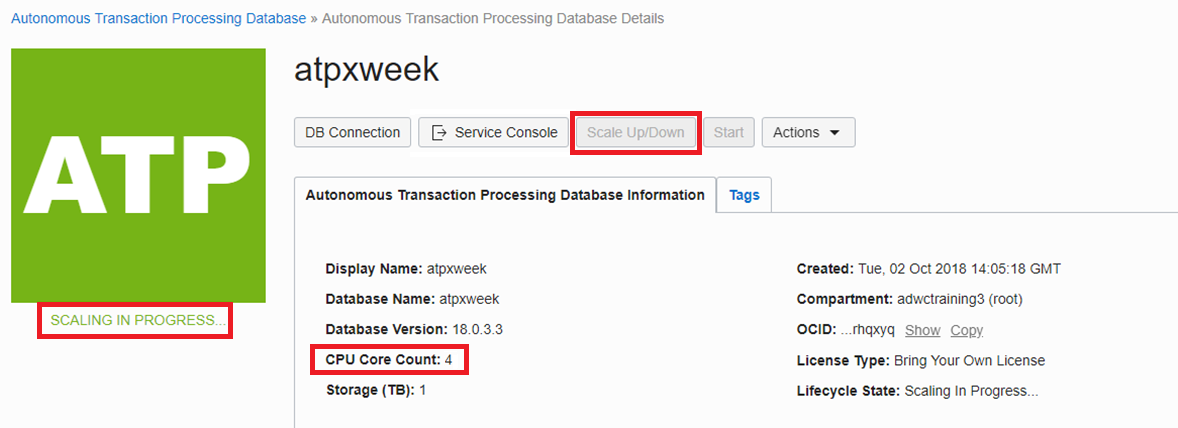 Autonomous Transaction Processing Database » Autonomous Transaction Processing Database Details
ATP
SCALING IN PROGRESS...
atpxweek
DB Connection Service Console Scale Up/Down Start Actions
Autonomous Transaction Processing Database Information Tags
Display Name: atpxweek
Database Name: atpxweek
Database Version: 18.0.3.3
CPU Core Count: 4
Storage (TB): 1
Created: Tue, 02 Oct 2018 14:05:18 GMT
Compartment: adwctraining3 (root)
OCID: ...rhqxyq Show Copy
License Type: Bring Your Own License
Lifecycle State: Scaling In Progress...